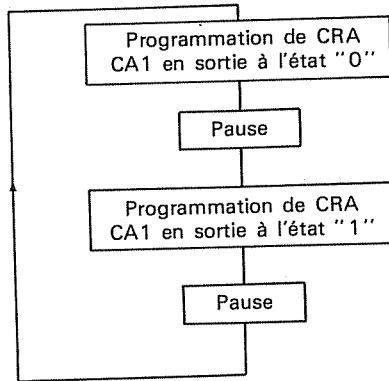 Programmation de CRA
CA1 en sortie à l'état "0"
Pause
Programmation de CRA
CA1 en sortie à l'état "1"
Pause